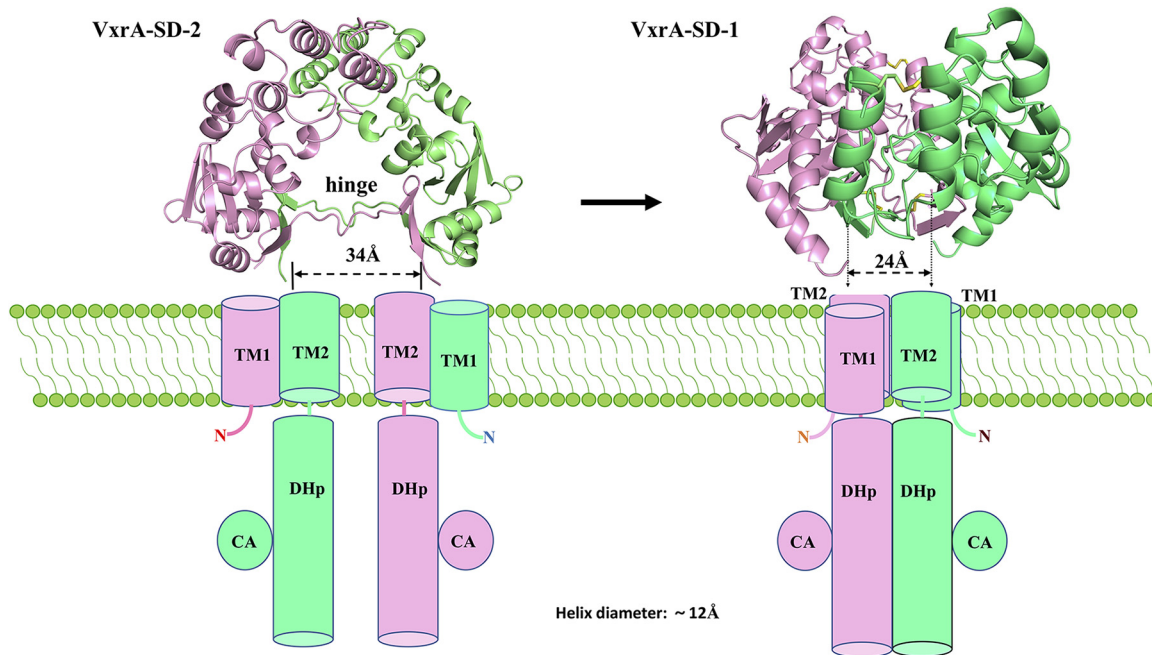 VxrA-SD-2
VxrA-SD-1
hinge
34Å
24Å
TM2
TM1
TM1
TM2
TM2
TM1
TM1
TM2
N
N
N
N
DHp
DHp
DHp
DHp
CA
CA
CA
CA
Helix diameter: ~ 12Å